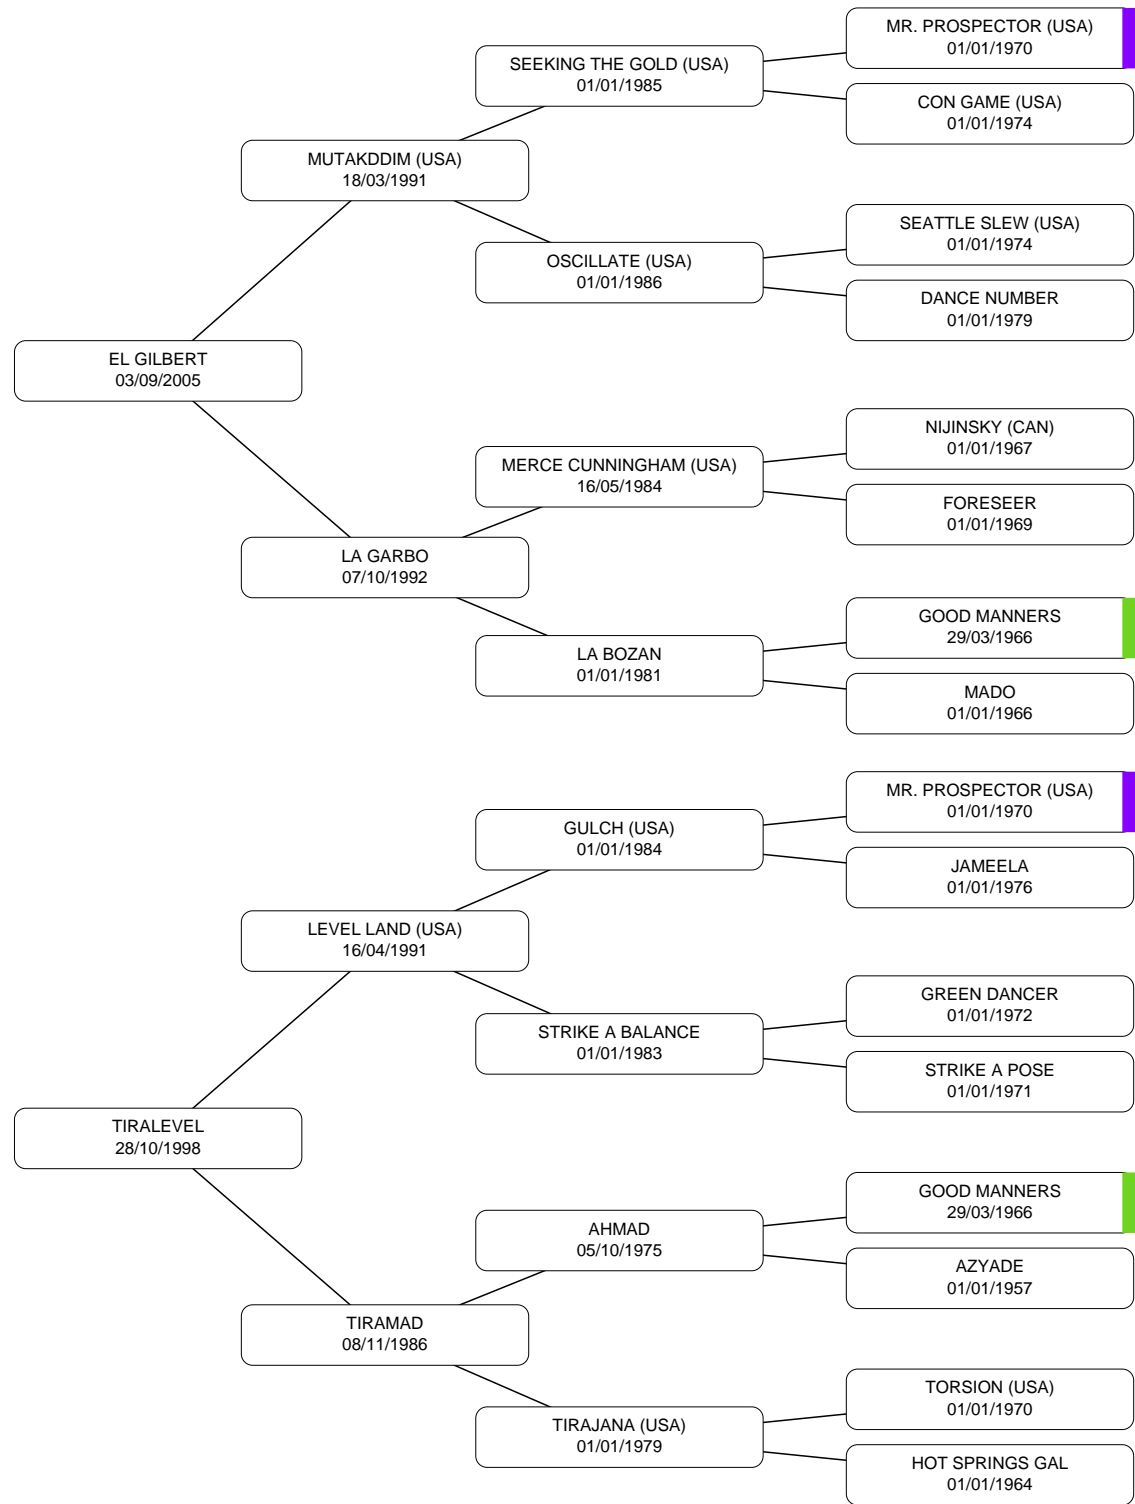 MR. PROSPECTOR (USA)
01/01/1970
SEEKING THE GOLD (USA)
01/01/1985
CON GAME (USA)
01/01/1974
MUTAKDDIM (USA)
18/03/1991
SEATTLE SLEW (USA)
01/01/1974
OSCILLATE (USA)
01/01/1986
DANCE NUMBER
01/01/1979
EL GILBERT
03/09/2005
NIJINSKY (CAN)
01/01/1967
MERCE CUNNINGHAM (USA)
16/05/1984
FORESEER
01/01/1969
LA GARBO
07/10/1992
GOOD MANNERS
29/03/1966
LA BOZAN
01/01/1981
MADO
01/01/1966
MR. PROSPECTOR (USA)
01/01/1970
GULCH (USA)
01/01/1984
JAMEELA
01/01/1976
LEVEL LAND (USA)
16/04/1991
GREEN DANCER
01/01/1972
STRIKE A BALANCE
01/01/1983
STRIKE A POSE
01/01/1971
TIRALEVEL
28/10/1998
GOOD MANNERS
29/03/1966
AHMAD
05/10/1975
AZYADE
01/01/1957
TIRAMAD
08/11/1986
TORSION (USA)
01/01/1970
TIRAJANA (USA)
01/01/1979
HOT SPRINGS GAL
01/01/1964